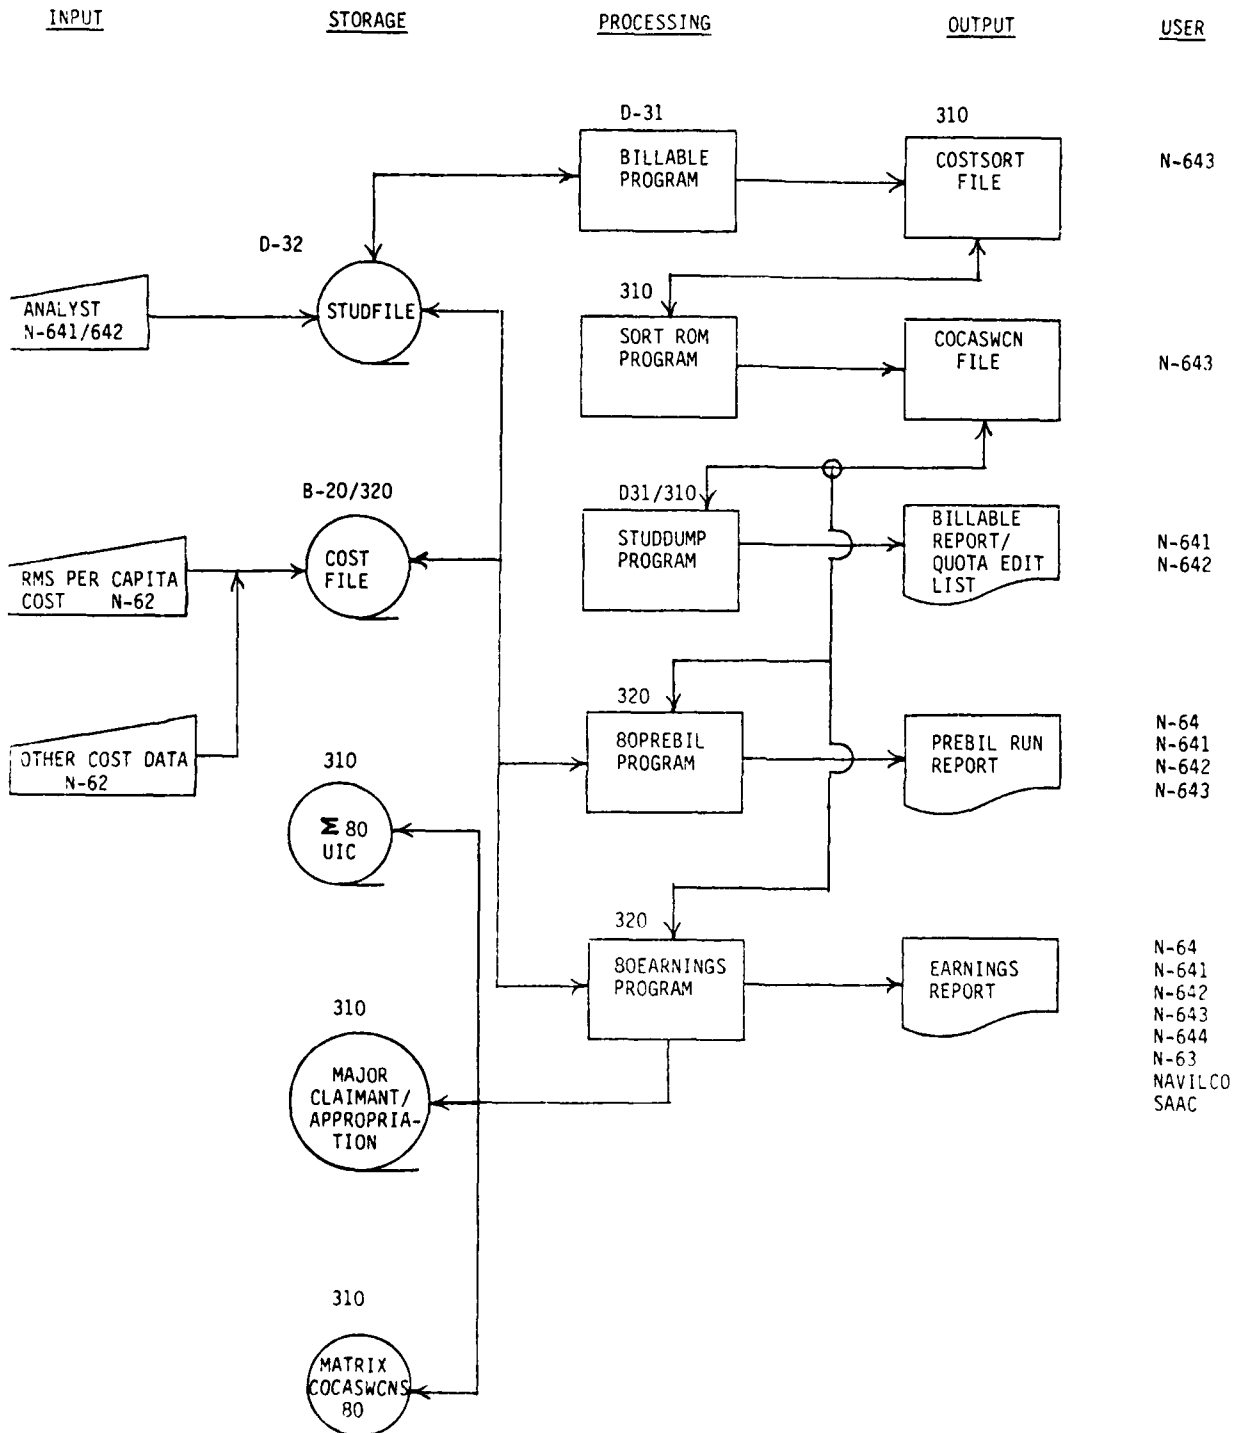 INPUT
STORAGE
PROCESSING
OUTPUT
USER
D-31
BILLABLE
PROGRAM
310
COSTSORT
FILE
N-643
D-32
STUDFILE
ANALYST
N-641/642
310
SORT ROM
PROGRAM
COCASWCN
FILE
N-643
B-20/320
COST
FILE
RMS PER CAPITA
COST N-62
D31/310
STUDDUMP
PROGRAM
BILLABLE
REPORT/
QUOTA EDIT
LIST
N-641
N-642
OTHER COST DATA
N-62
320
80PREBIL
PROGRAM
PREBIL RUN
REPORT
N-64
N-641
N-642
N-643
310
Σ 80
UIC
320
80EARNINGS
PROGRAM
EARNINGS
REPORT
N-64
N-641
N-642
N-643
N-644
N-63
NAVILCO
SAAC
310
MAJOR
CLAIMANT/
APPROPRIA-
TION
310
MATRIX
COCASWCNS
80